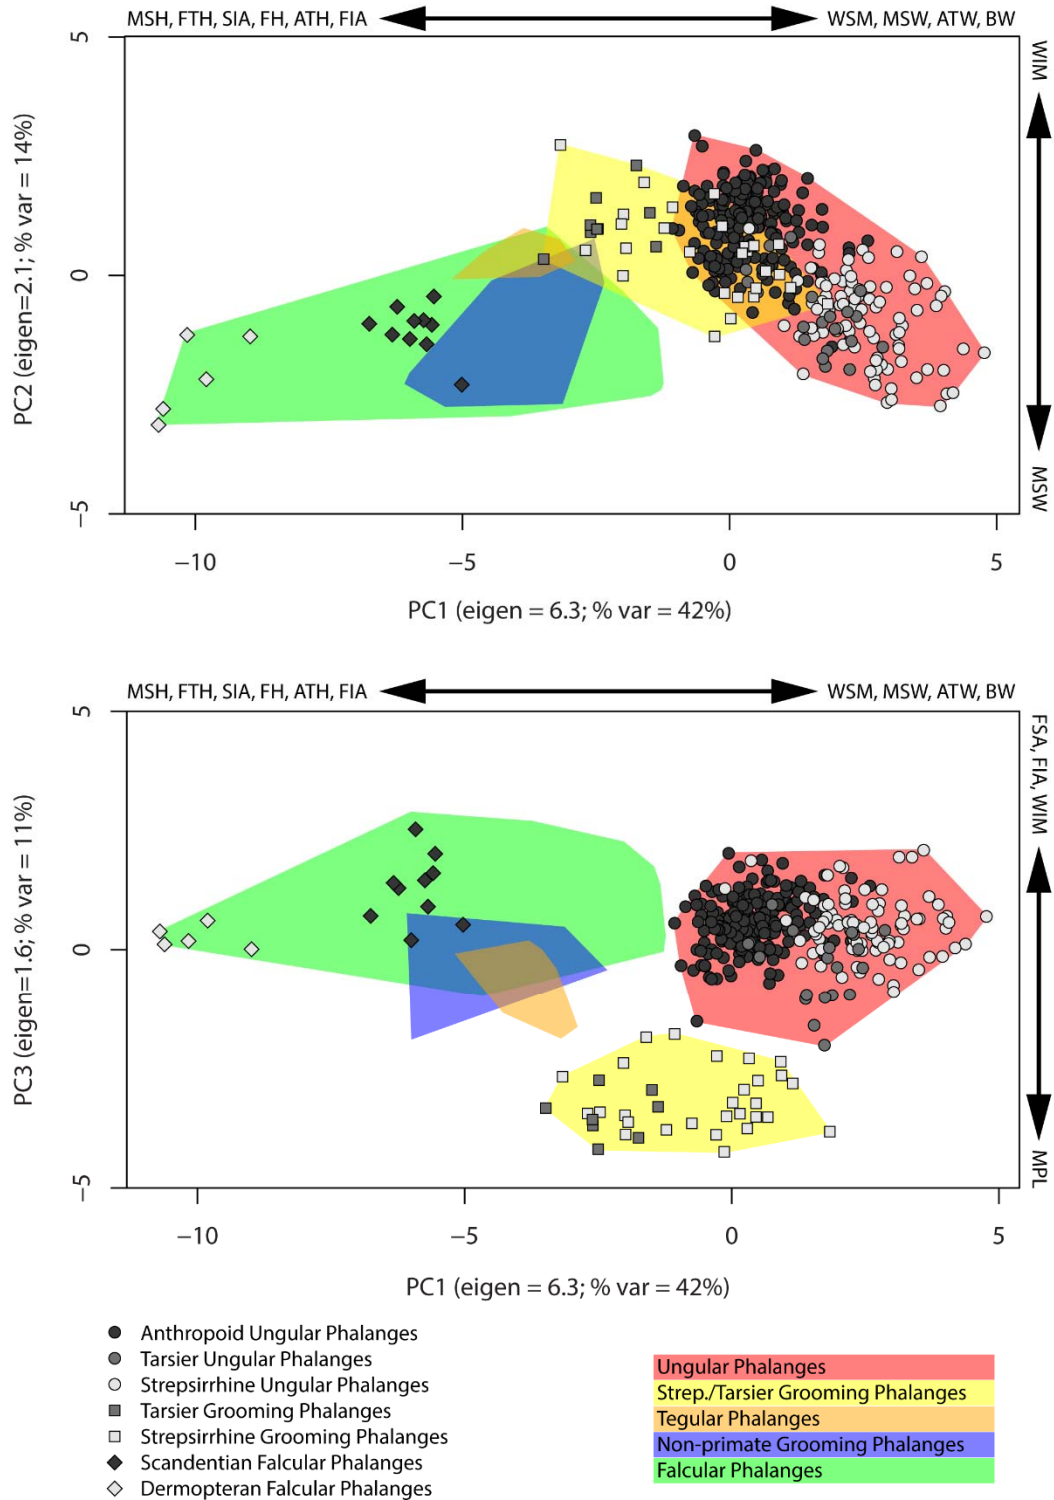 MSH, FTH, SIA, FH, ATH, FIA
WSM, MSW, ATW, BW
5
0
−5
PC2 (eigen=2.1; % var = 14%)
WIM
MSW
−10
−5
0
5
PC1 (eigen = 6.3; % var = 42%)
MSH, FTH, SIA, FH, ATH, FIA
WSM, MSW, ATW, BW
5
0
−5
PC3 (eigen=1.6; % var = 11%)
FSA, FIA, WIM
MPL
−10
−5
0
5
PC1 (eigen = 6.3; % var = 42%)
Anthropoid Ungular Phalanges
Tarsier Ungular Phalanges
Strepsirrhine Ungular Phalanges
Tarsier Grooming Phalanges
Strepsirrhine Grooming Phalanges
Scandentian Falcular Phalanges
Dermopteran Falcular Phalanges
Ungular Phalanges
Strep./Tarsier Grooming Phalanges
Tegular Phalanges
Non-primate Grooming Phalanges
Falcular Phalanges